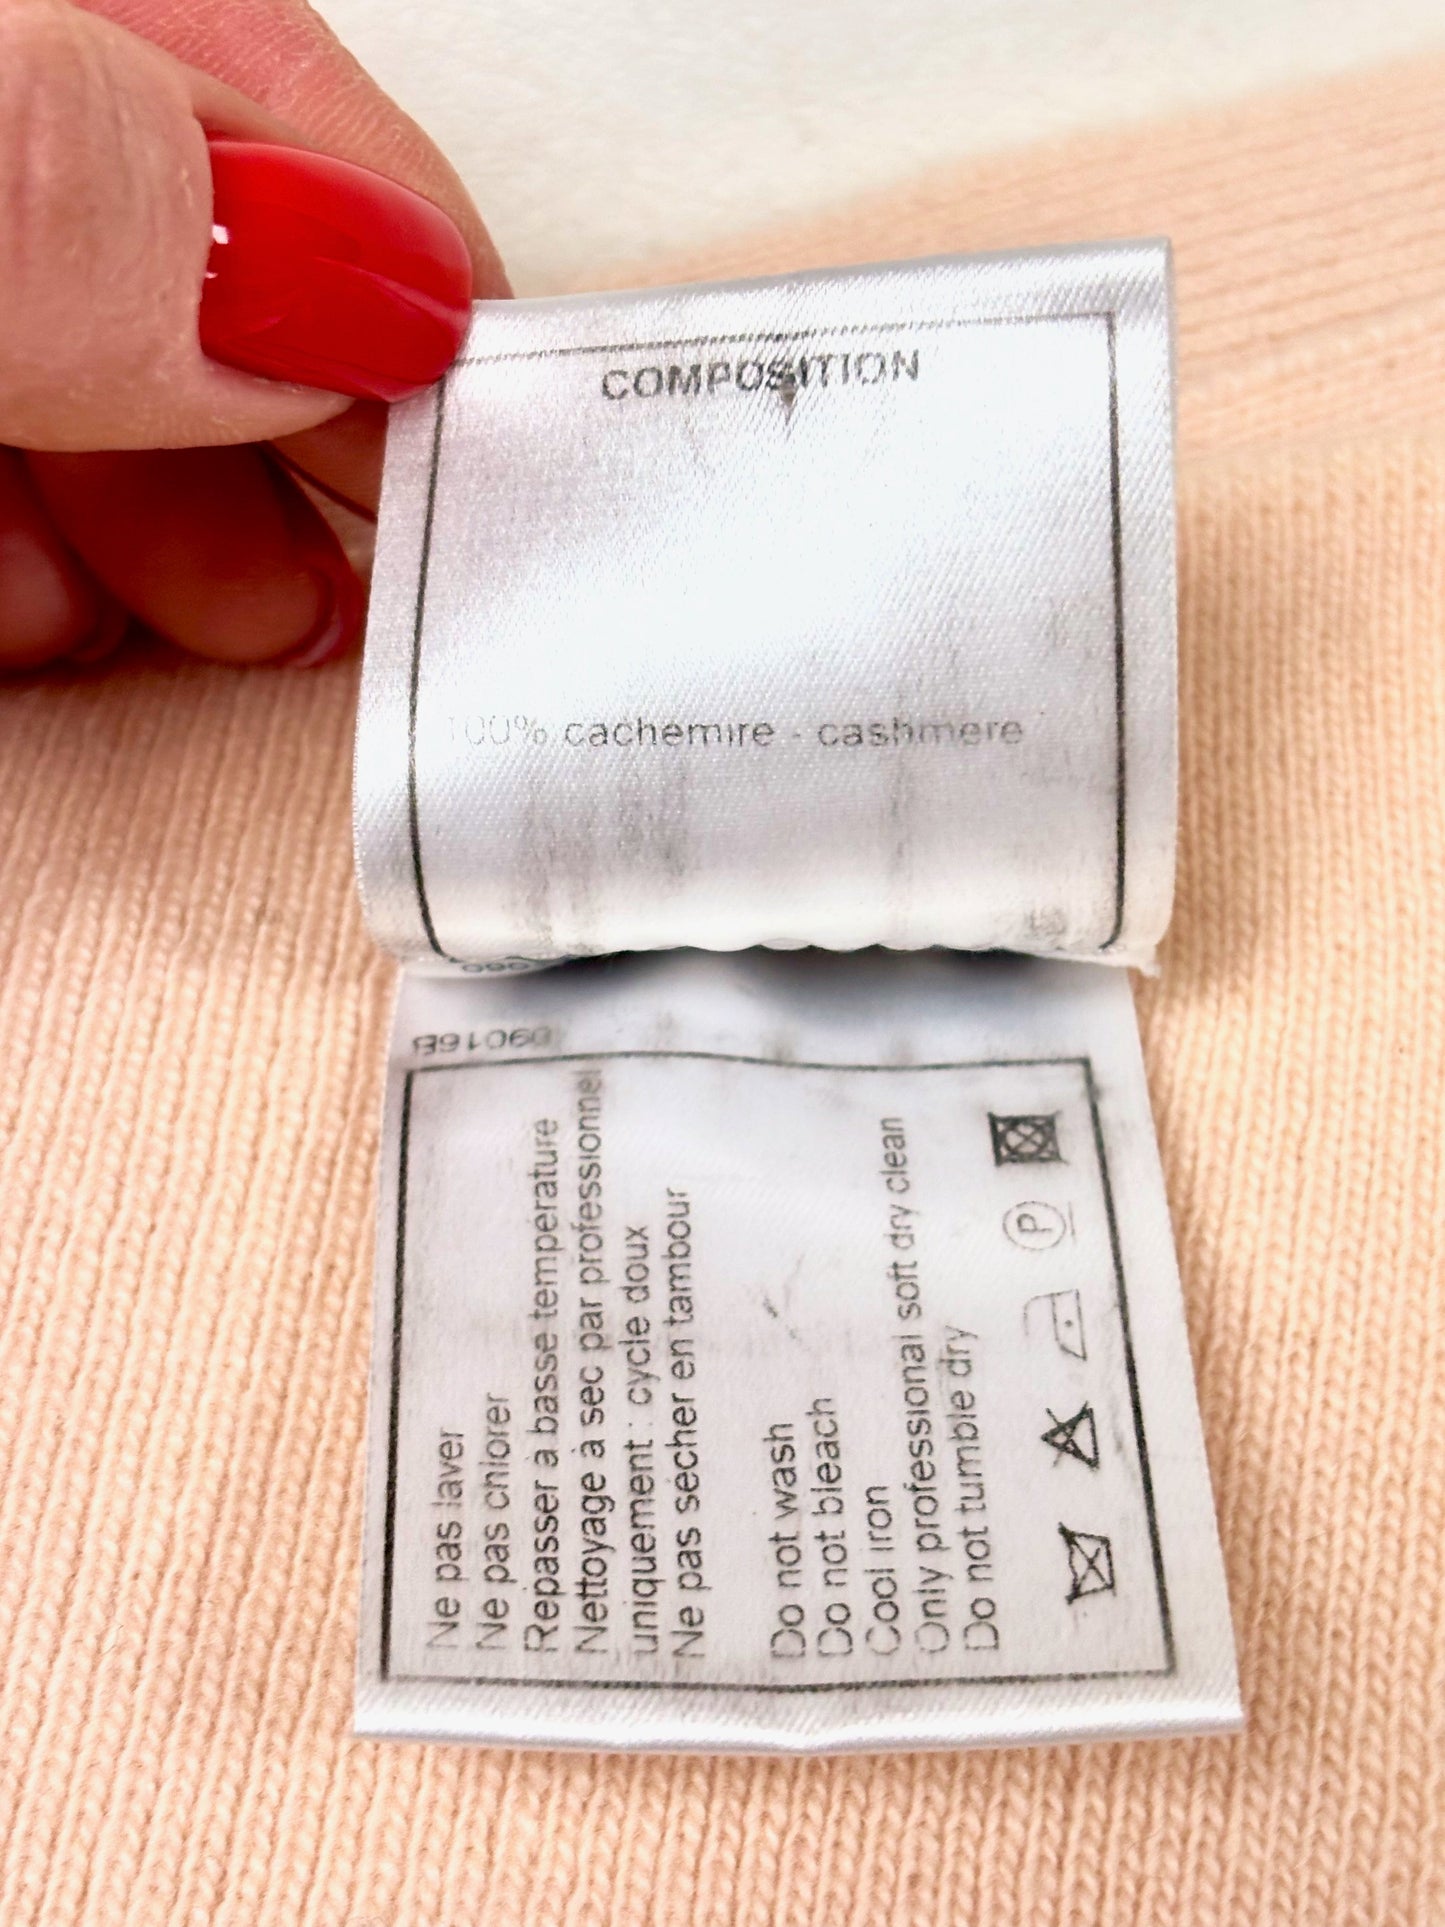 COMPOSITION
100% cachemire - cashmere
09016B
Ne pas laver
Ne pas chlorer
Repasser à basse température
Nettoyage à sec par professionnel
uniquement : cycle doux
Ne pas sécher en tambour
Do not wash
Do not bleach
Cool iron
Only professional soft dry clean
Do not tumble dry
P